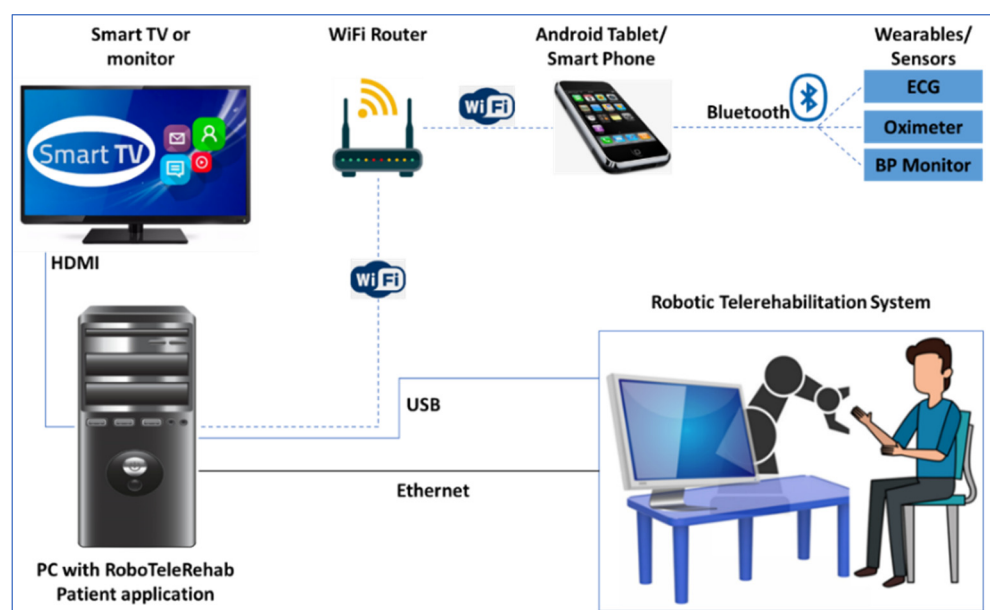 Smart TV or
monitor
WiFi Router
Android Tablet/
Smart Phone
Wearables/
Sensors
ECG
Oximeter
BP Monitor
Bluetooth
WiFi
Smart TV
HDMI
WiFi
Robotic Telerehabilitation System
USB
Ethernet
PC with RoboTeleRehab
Patient application